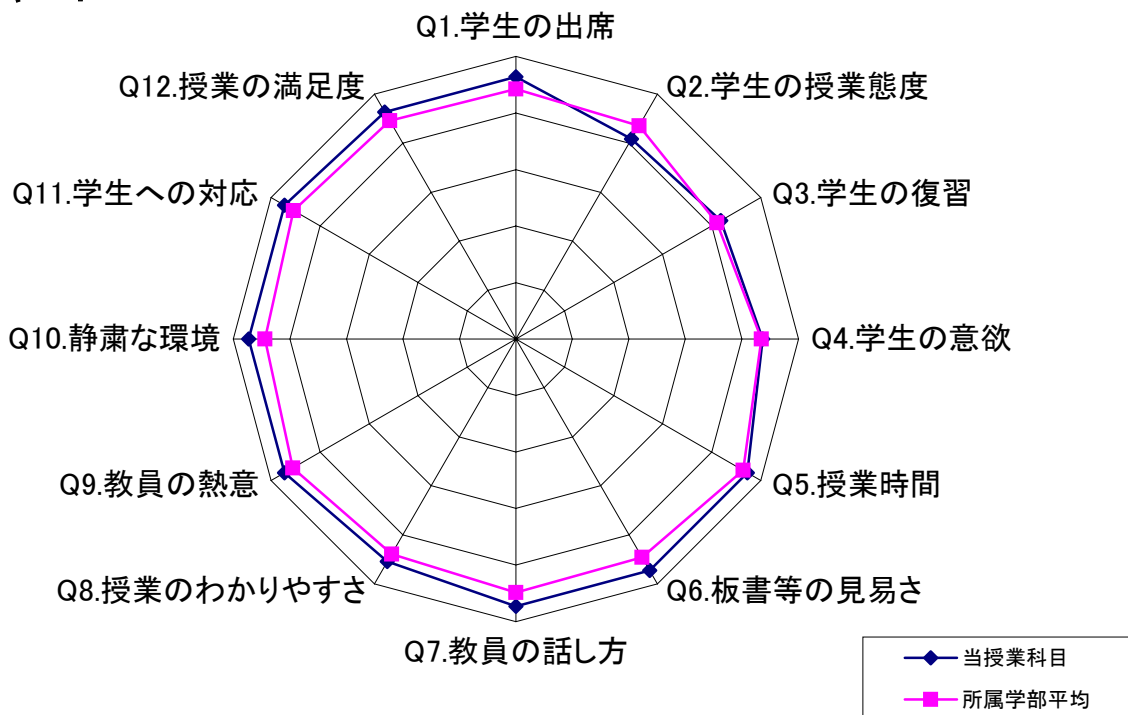 Q1.学生の出席
Q2.学生の授業態度
Q3.学生の復習
Q4.学生の意欲
Q5.授業時間
Q6.板書等の見易さ
Q7.教員の話し方
Q8.授業のわかりやすさ
Q9.教員の熱意
Q10.静粛な環境
Q11.学生への対応
Q12.授業の満足度
当授業科目
所属学部平均